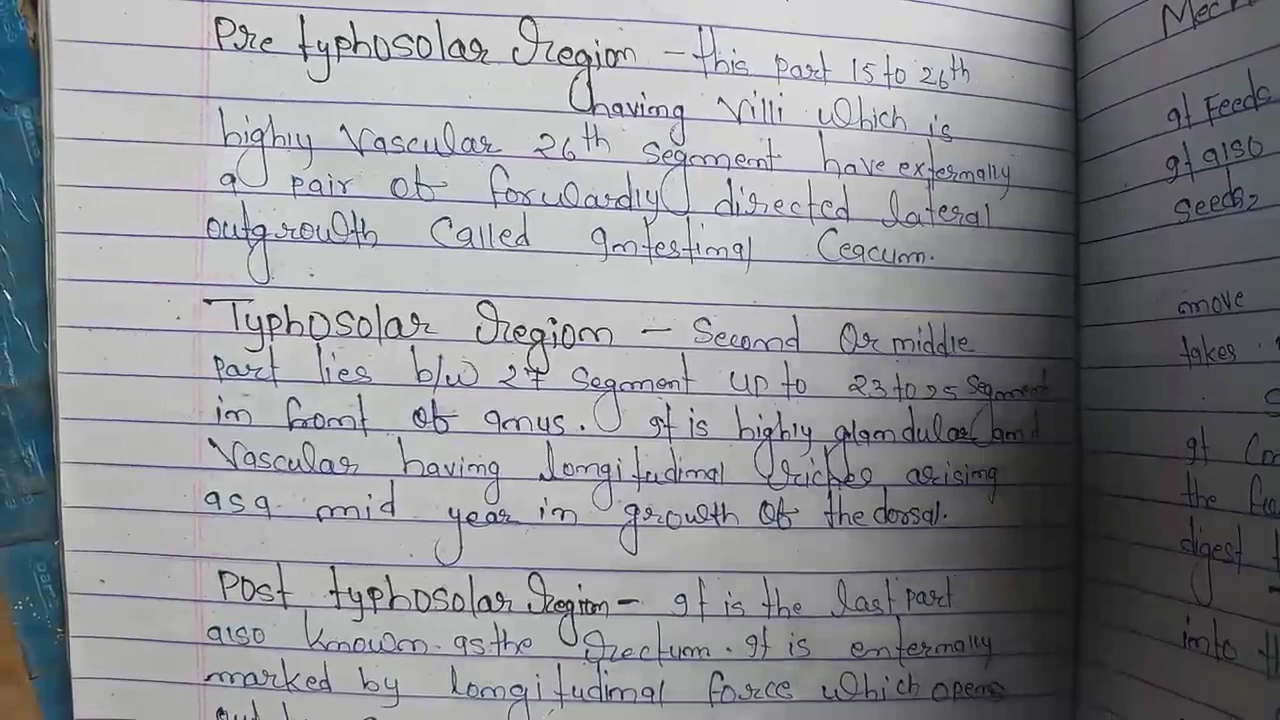 Pre typhosolar region - this part 15 to 26th
having villi which is
highly vascular 26th segment have externally
a pair of forwardly directed lateral
outgrowth called Intestinal Ceacum.
Typhosolar region - Second Or middle
part lies b/w 27 segment up to 23 to 25 segment
in front of anus. It is highly glandular and
Vascular having longitudinal riches arising
as a mid year in growth of the dorsal.
Post typhosolar region - It is the last part
also known as the rectum. It is enternally
marked by longitudinal force which opens
Mech
It Feeds
It also
seeds,
move
takes
It
the
digest
into